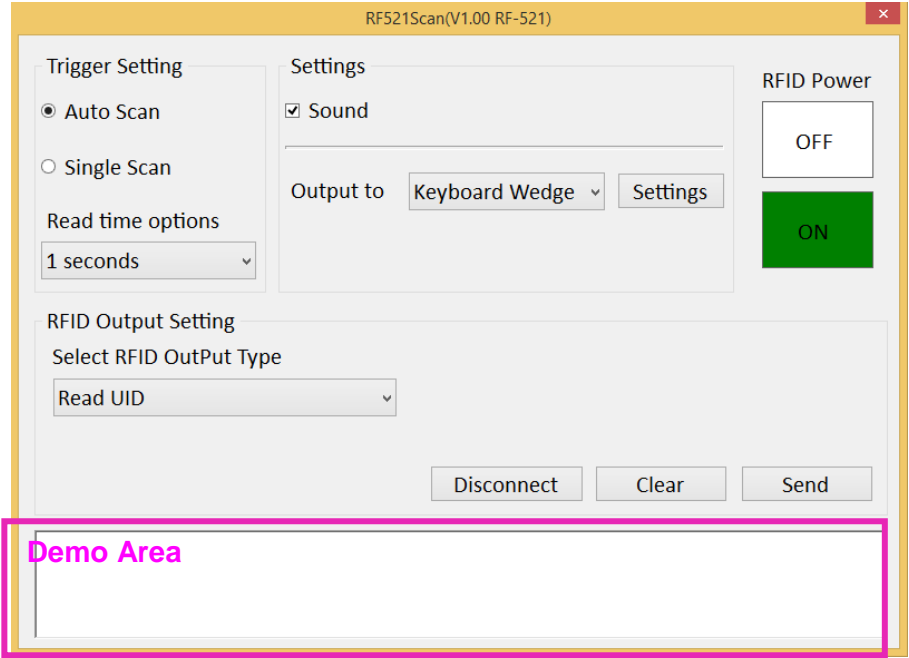 RF521Scan(V1.00 RF-521)
×
Trigger Setting
Auto Scan
Single Scan
Read time options
1 seconds
Settings
Sound
Output to
Keyboard Wedge
Settings
RFID Power
OFF
ON
RFID Output Setting
Select RFID OutPut Type
Read UID
Disconnect
Clear
Send
Demo Area